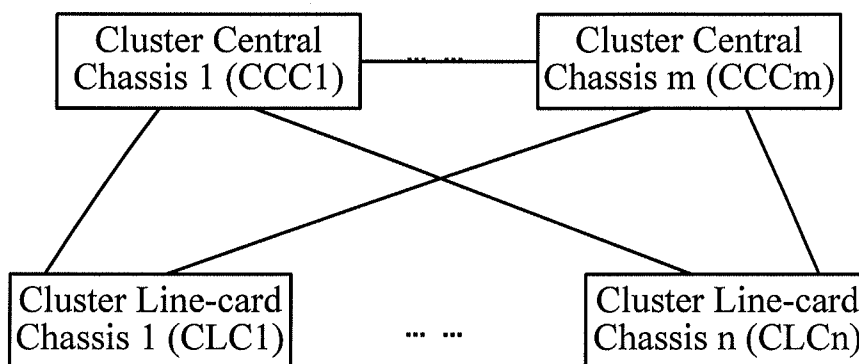 Cluster Central
Chassis 1 (CCC1)
... ...
Cluster Central
Chassis m (CCCm)
Cluster Line-card
Chassis 1 (CLC1)
... ...
Cluster Line-card
Chassis n (CLCn)